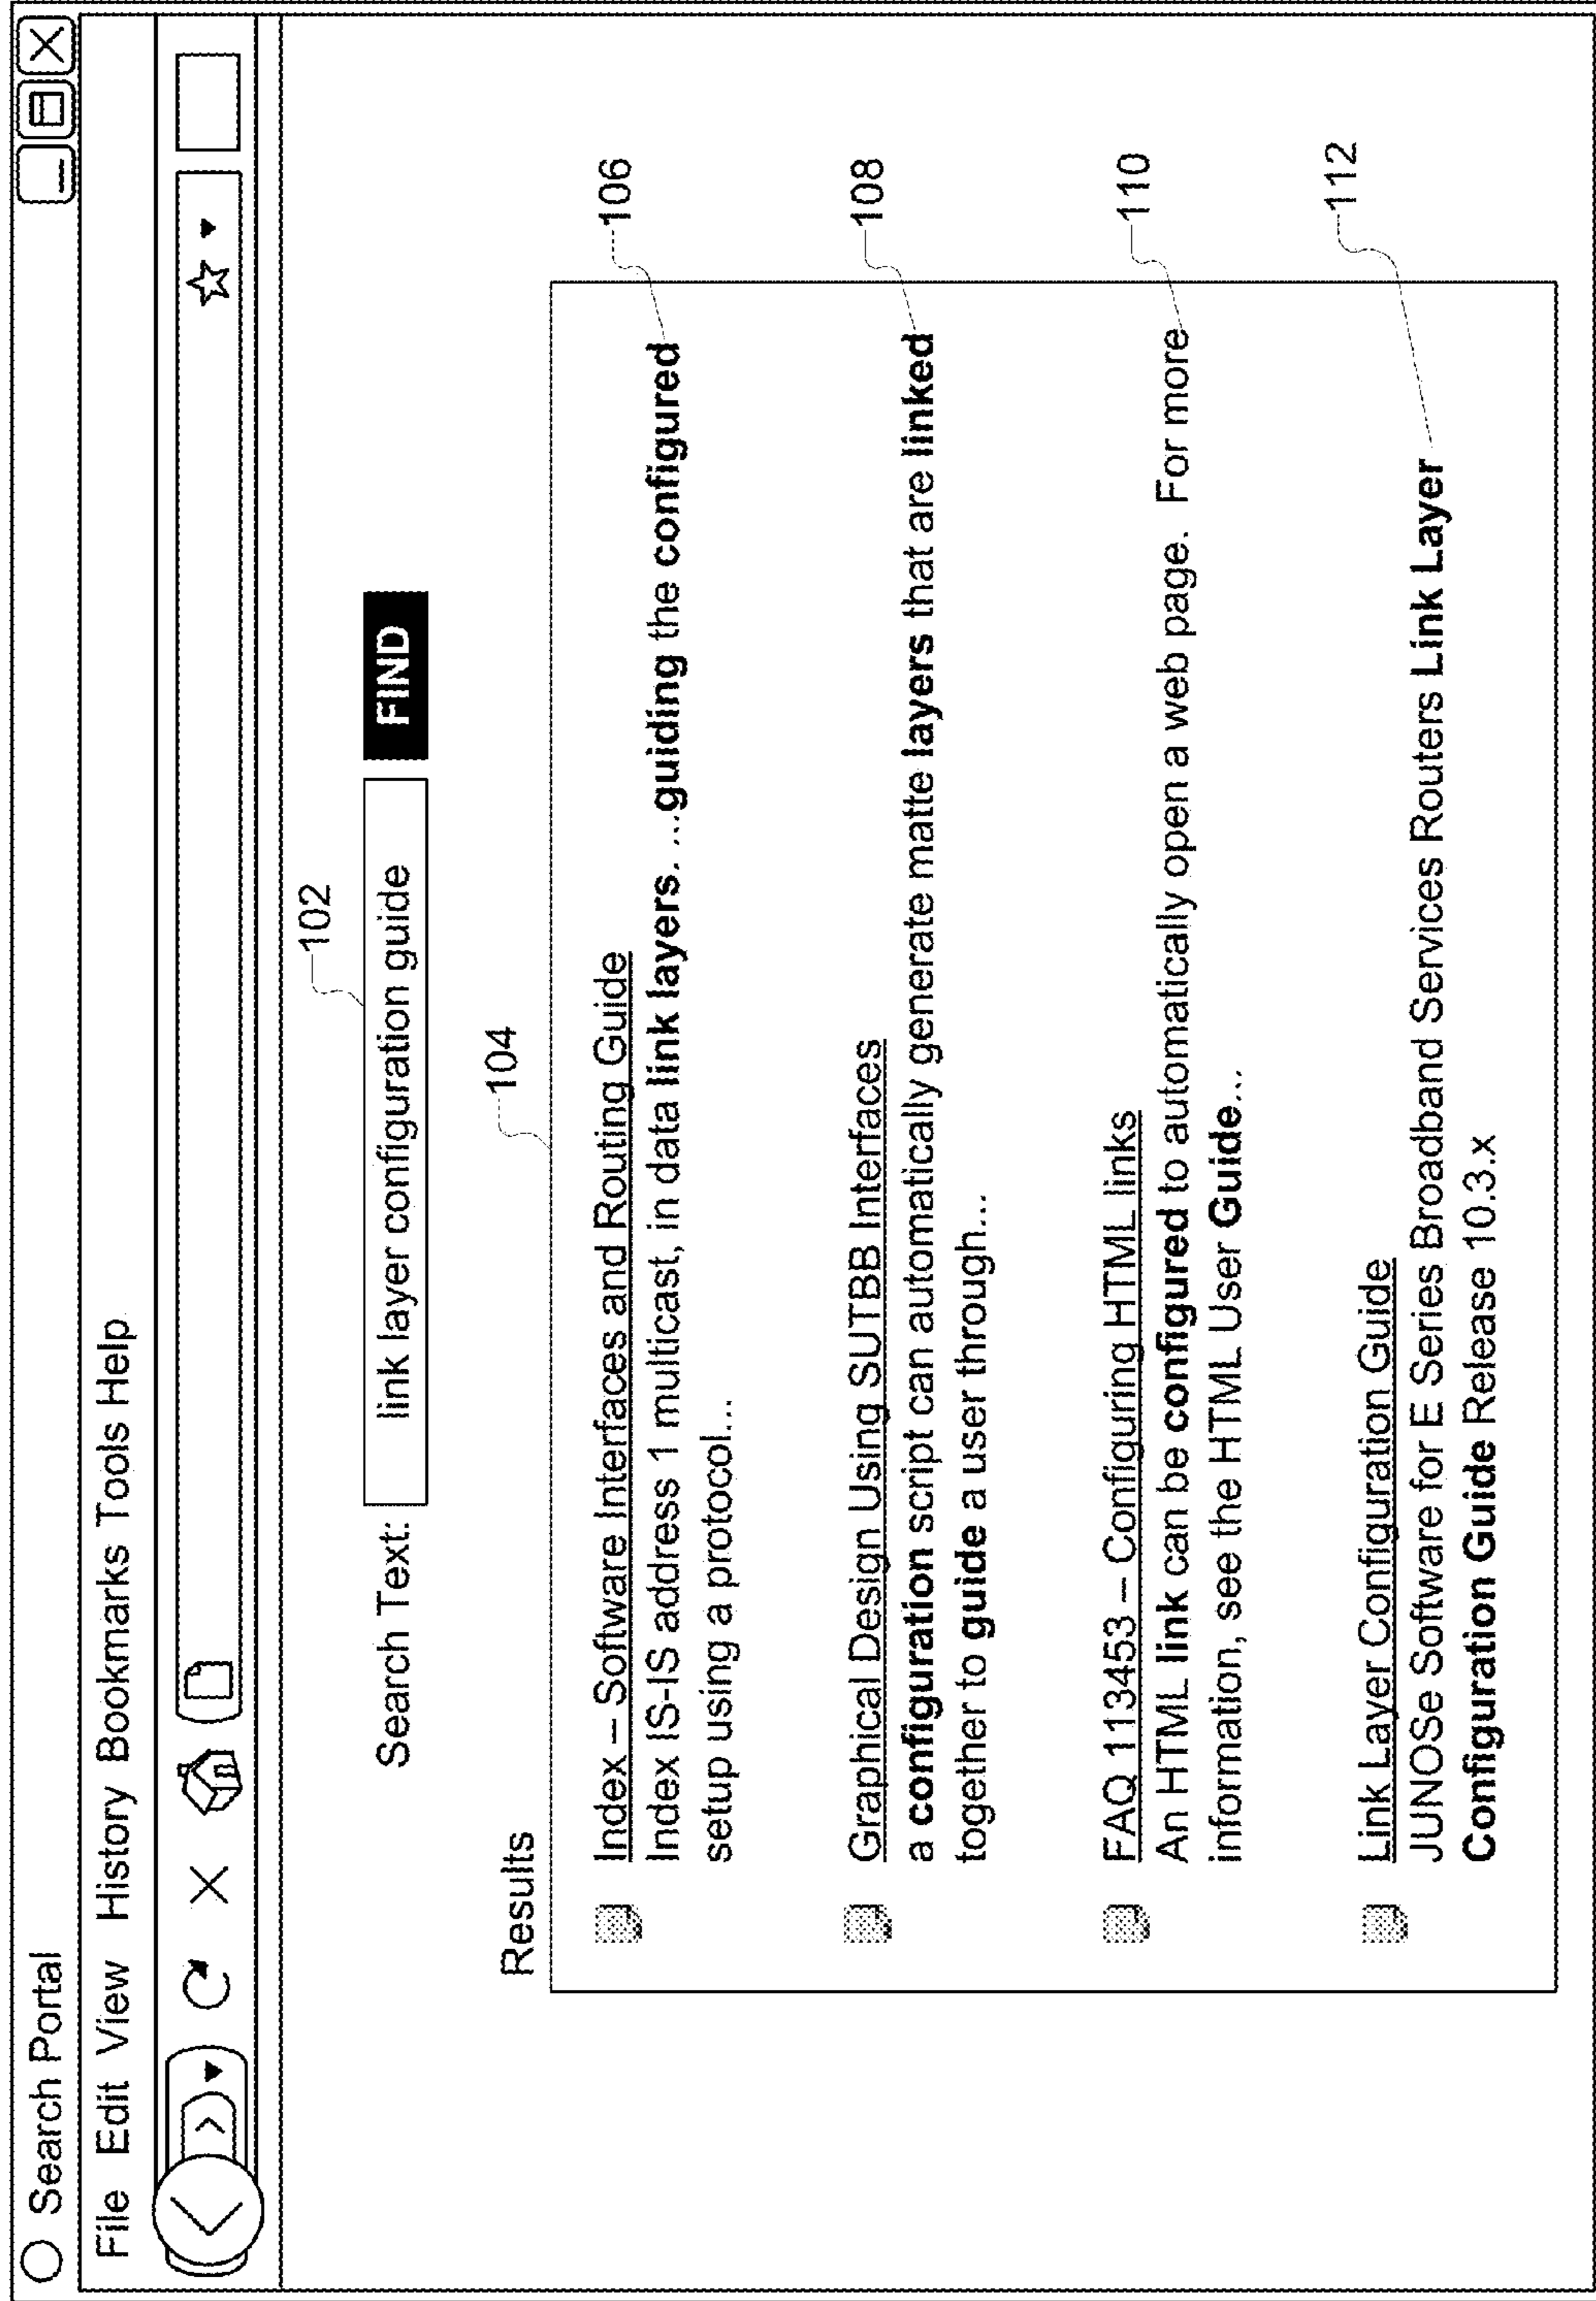 Search Portal
File Edit View History Bookmarks Tools Help
102
Search Text: link layer configuration guide FIND
104
Results
Index – Software Interfaces and Routing Guide
106
Index IS-IS address 1 multicast, in data link layers. ...guiding the configured
setup using a protocol...
Graphical Design Using SUTBB Interfaces
108
a configuration script can automatically generate matte layers that are linked
together to guide a user through...
FAQ 113453 – Configuring HTML links
110
An HTML link can be configured to automatically open a web page. For more
information, see the HTML User Guide...
Link Layer Configuration Guide
112
JUNOSe Software for E Series Broadband Services Routers Link Layer
Configuration Guide Release 10.3.x